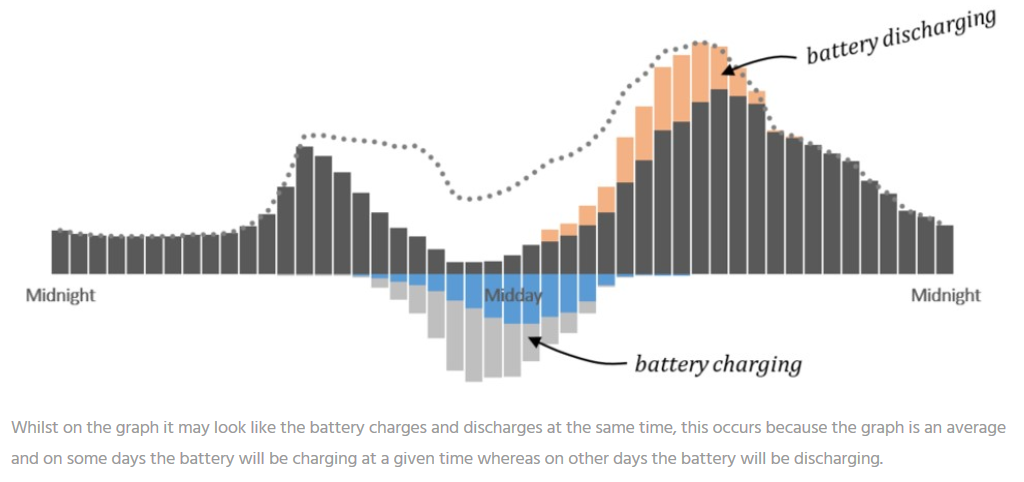 battery discharging
Midnight
Midday
Midnight
battery charging
Whilst on the graph it may look like the battery charges and discharges at the same time, this occurs because the graph is an average
and on some days the battery will be charging at a given time whereas on other days the battery will be discharging.